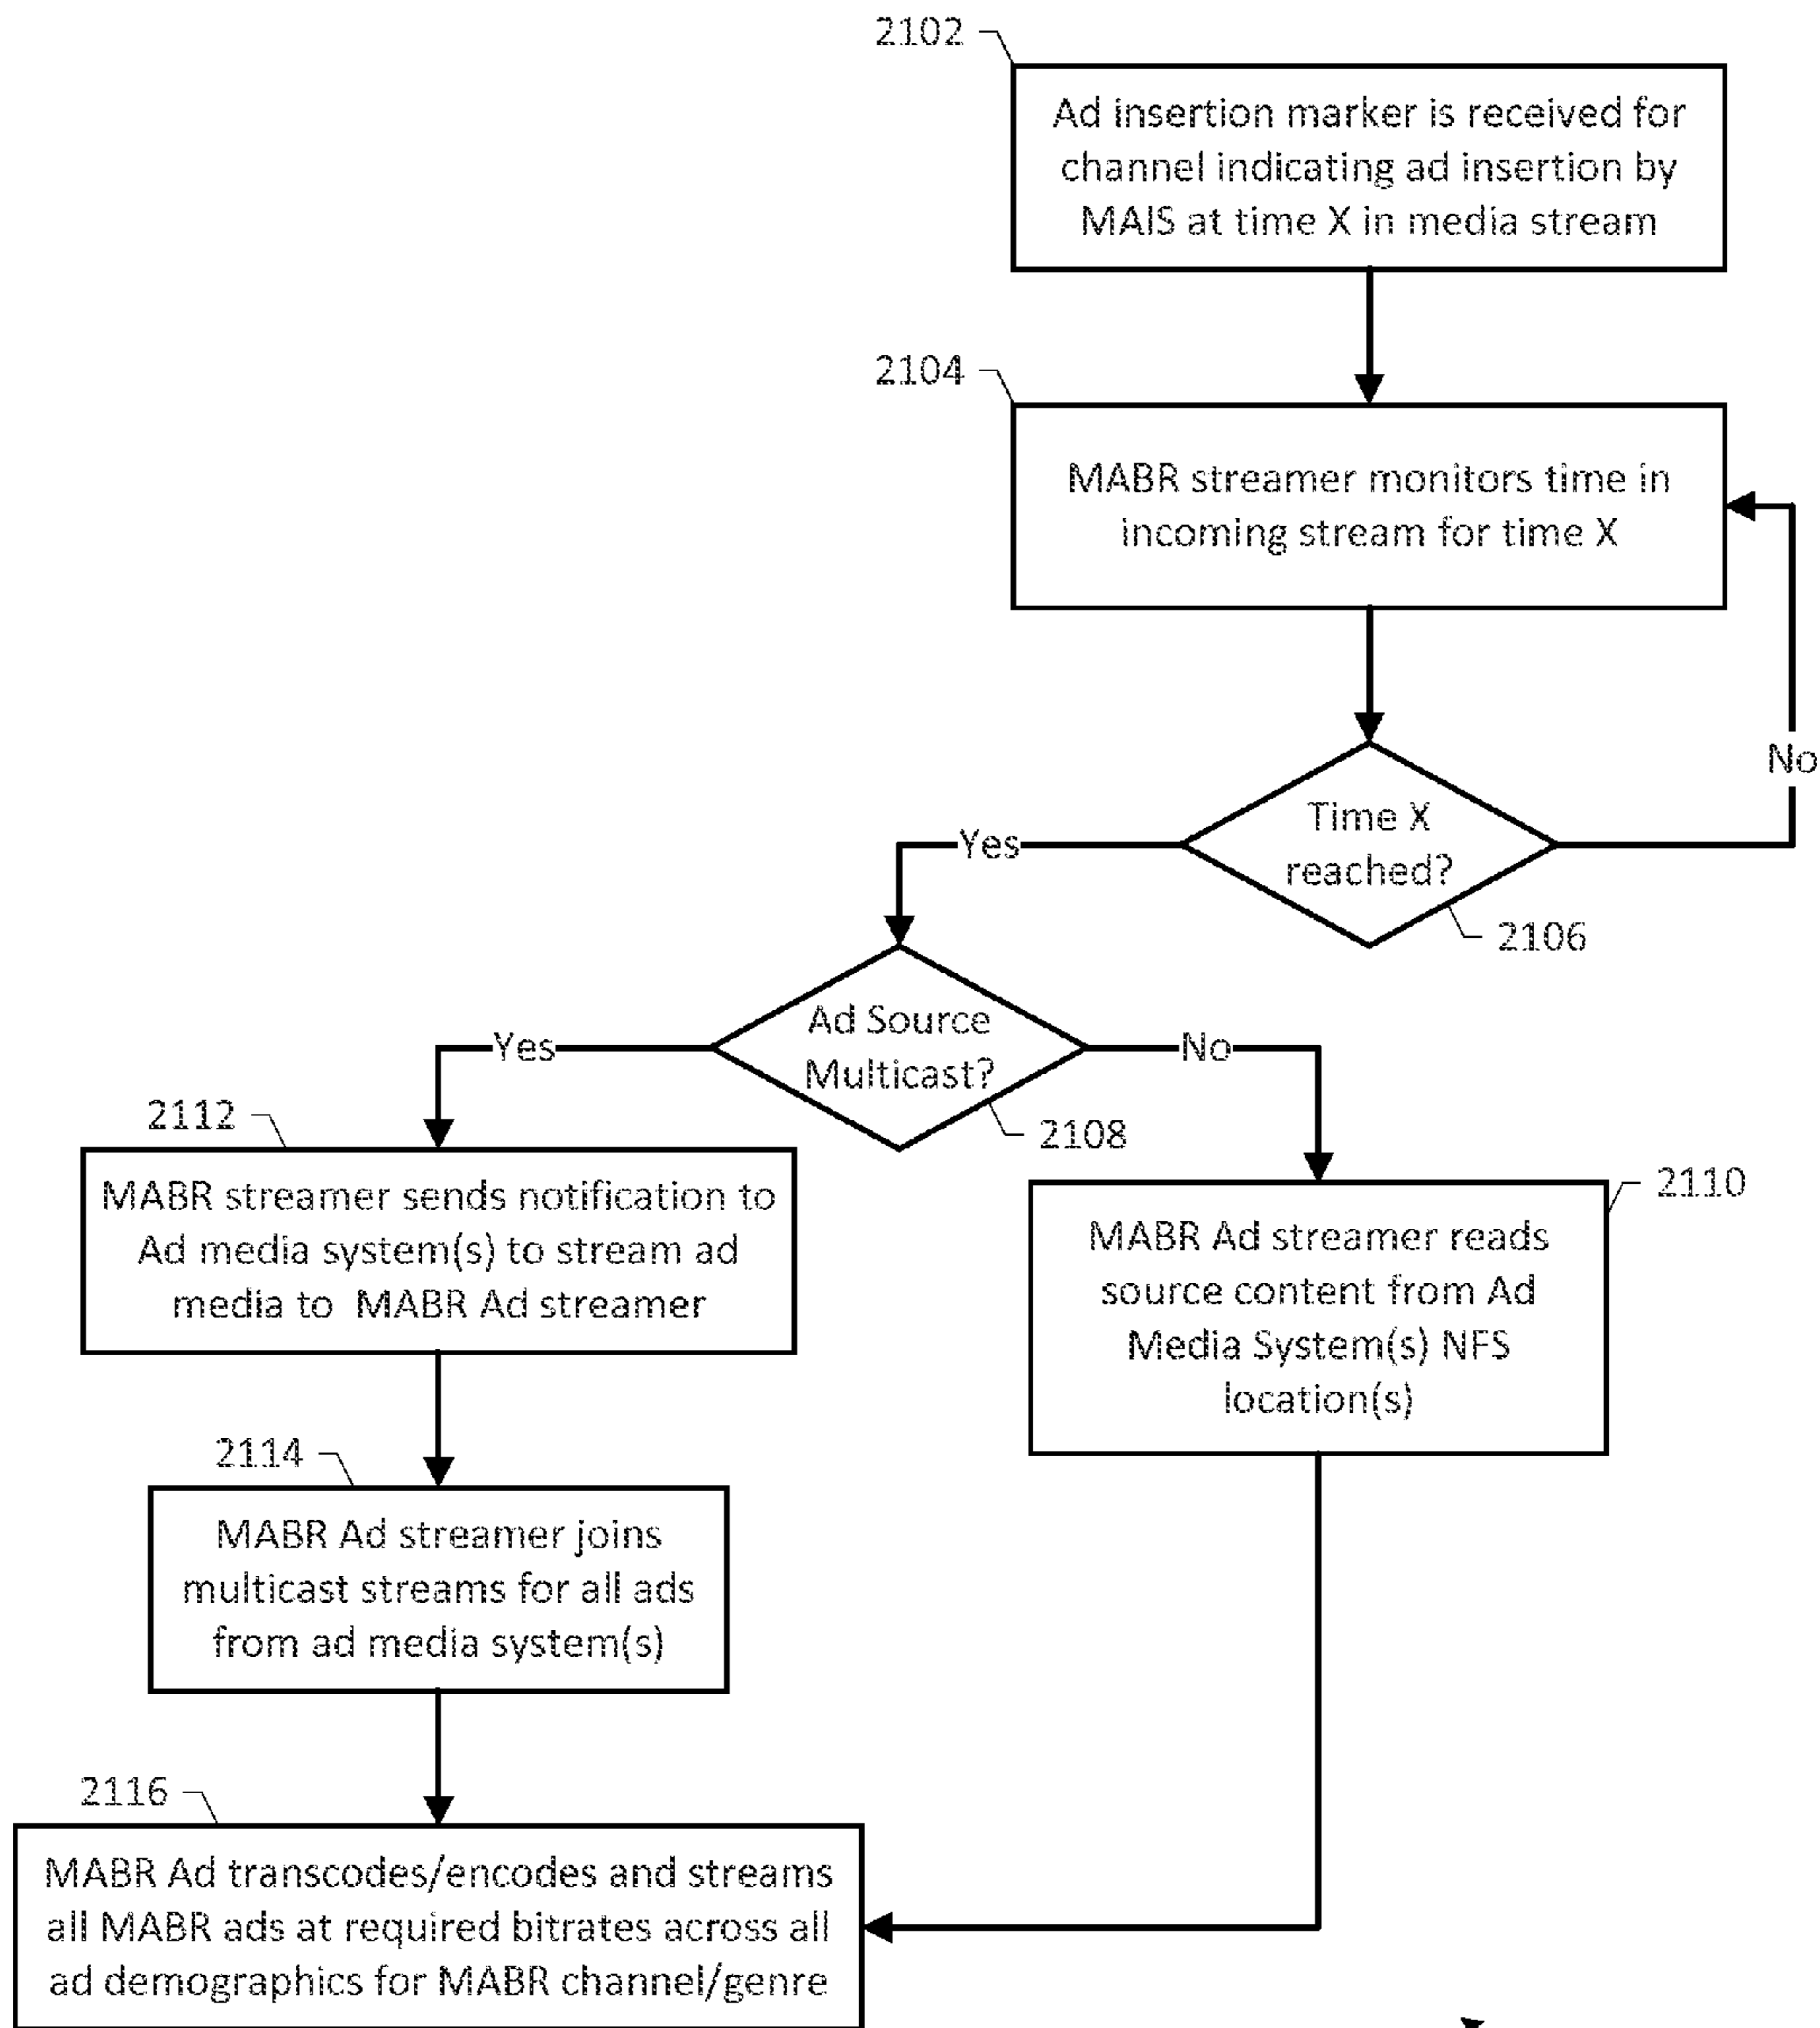 2102
Ad insertion marker is received for
channel indicating ad insertion by
MAIS at time X in media stream
2104
MABR streamer monitors time in
incoming stream for time X
No
Time X
reached?
Yes
2106
Ad Source
Multicast?
Yes
No
2108
2112
MABR streamer sends notification to
Ad media system(s) to stream ad
media to MABR Ad streamer
2110
MABR Ad streamer reads
source content from Ad
Media System(s) NFS
location(s)
2114
MABR Ad streamer joins
multicast streams for all ads
from ad media system(s)
2116
MABR Ad transcodes/encodes and streams
all MABR ads at required bitrates across all
ad demographics for MABR channel/genre